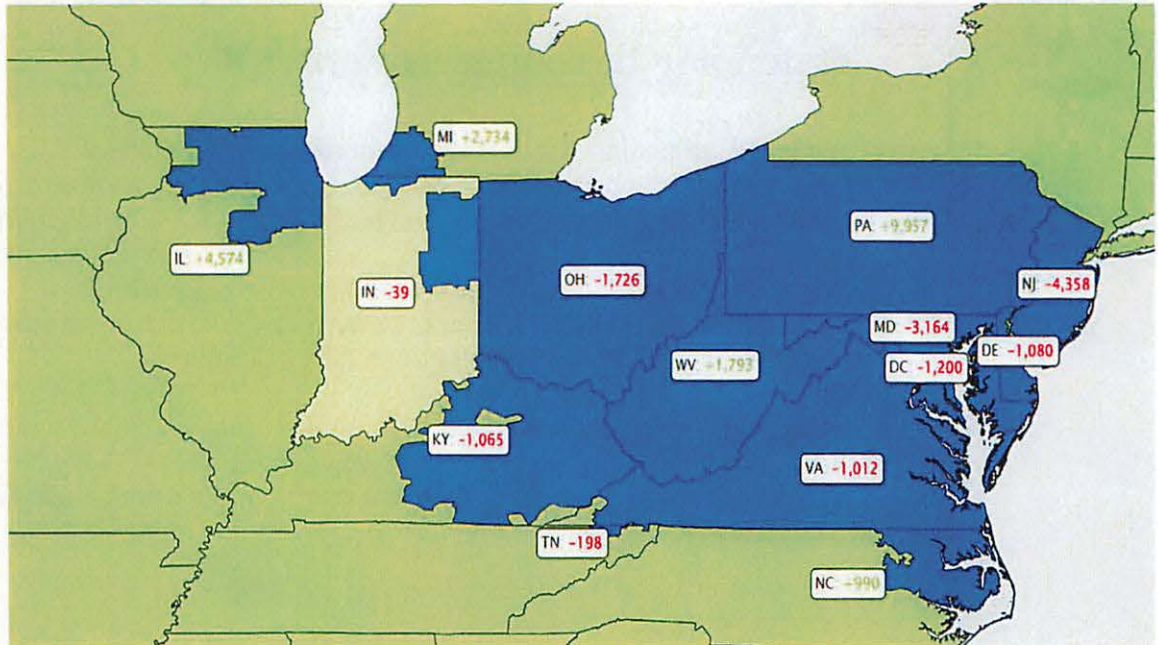 MI: +2,734
PA: +9,957
IL: +4,574
IN: -39
OH: -1,726
NJ: -4,358
MD: -3,164
DE: -1,080
WV: +1,793
DC: -1,200
KY: -1,065
VA: -1,012
TN: -198
NC: +990